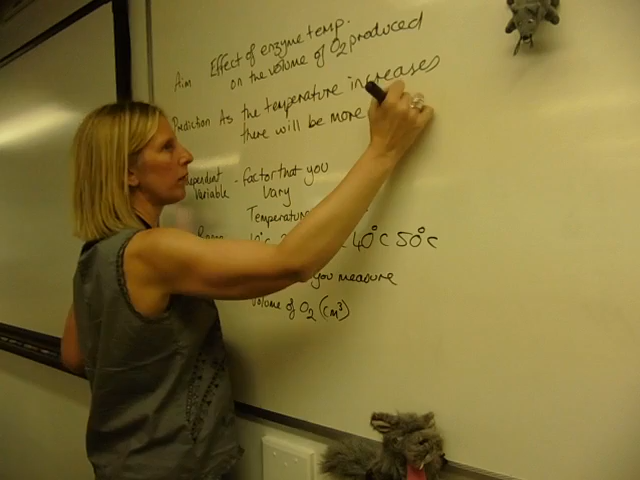 Aim Effect of enzyme temp.
on the volume of O2 produced
Prediction As the temperature increases
there will be more
factor that you
Variable - vary
Temperature
40°C 50°C
you measure
Volume of O2 (cm3)